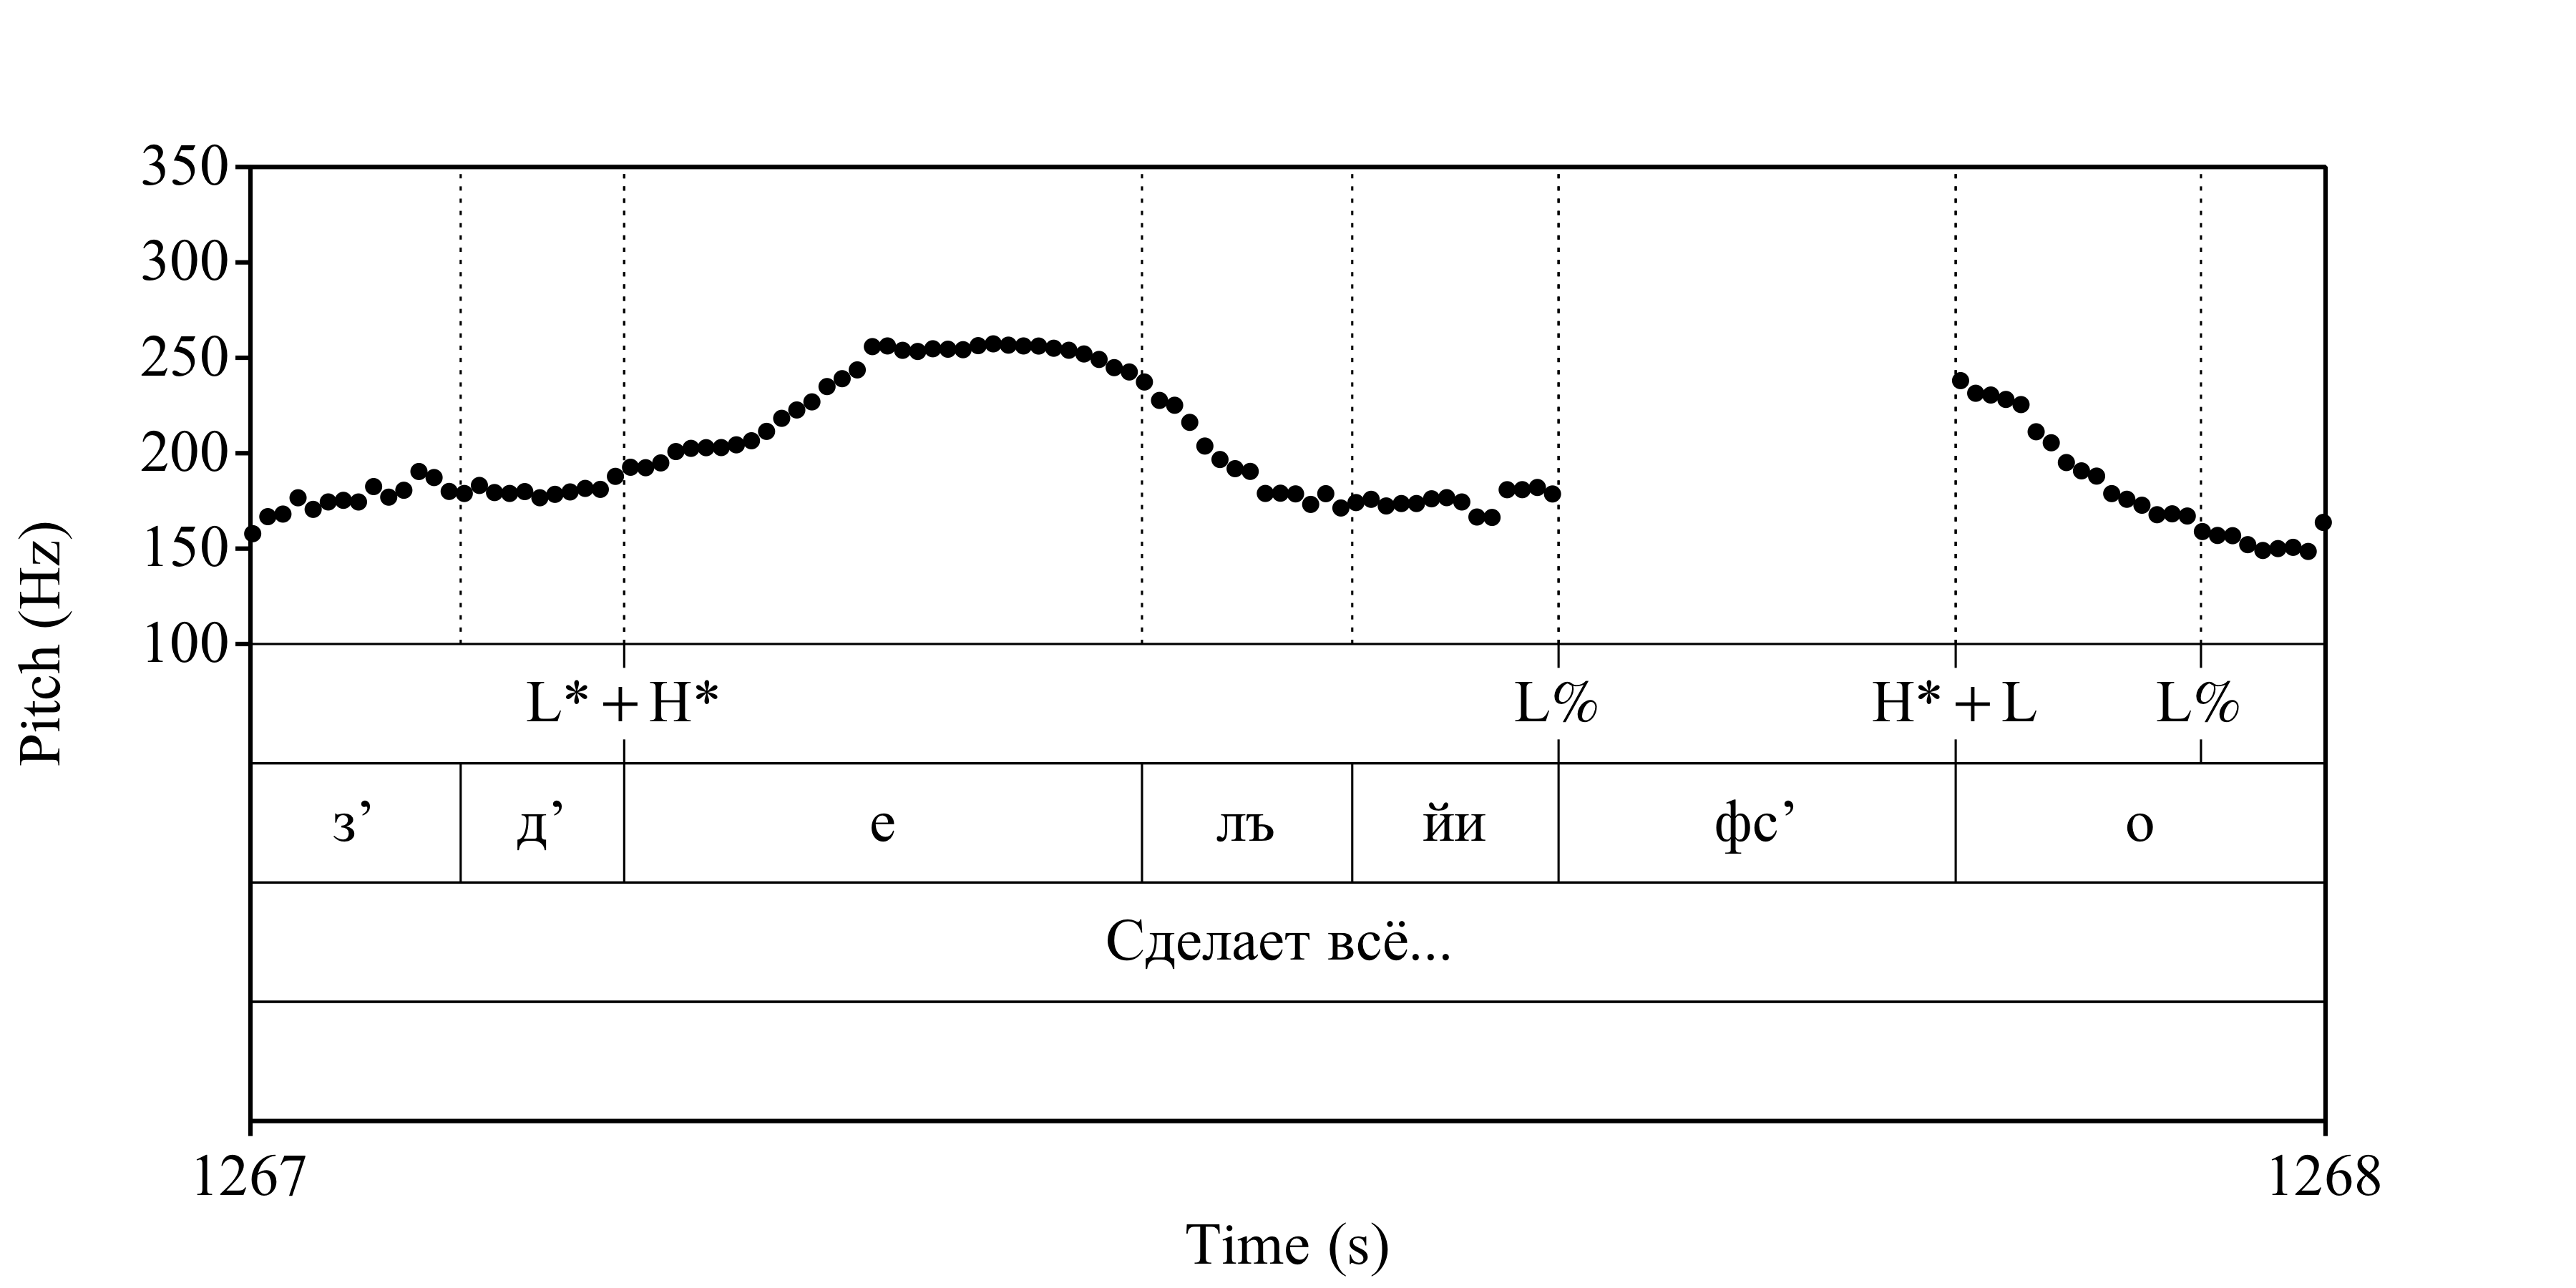 350
300
250
200
150
100
Pitch (Hz)
L*+H* L% H*+L L%
з’ д’ е лъ йи фс’ о
Сделает всё...
1267 1268
Time (s)